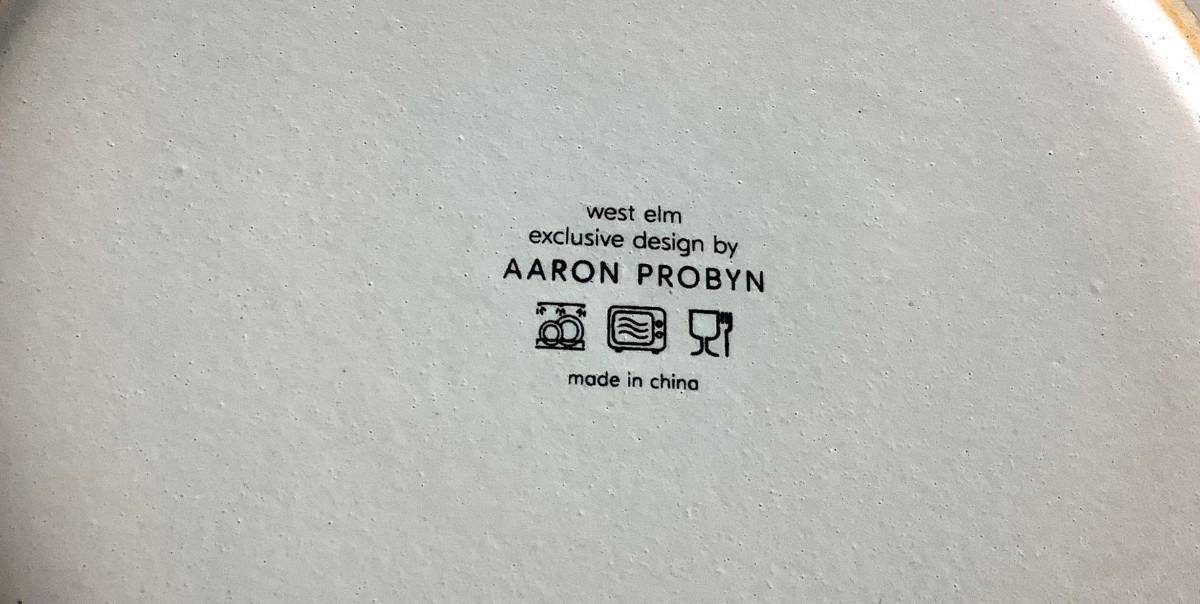 west elm
exclusive design by
AARON PROBYN
made in china